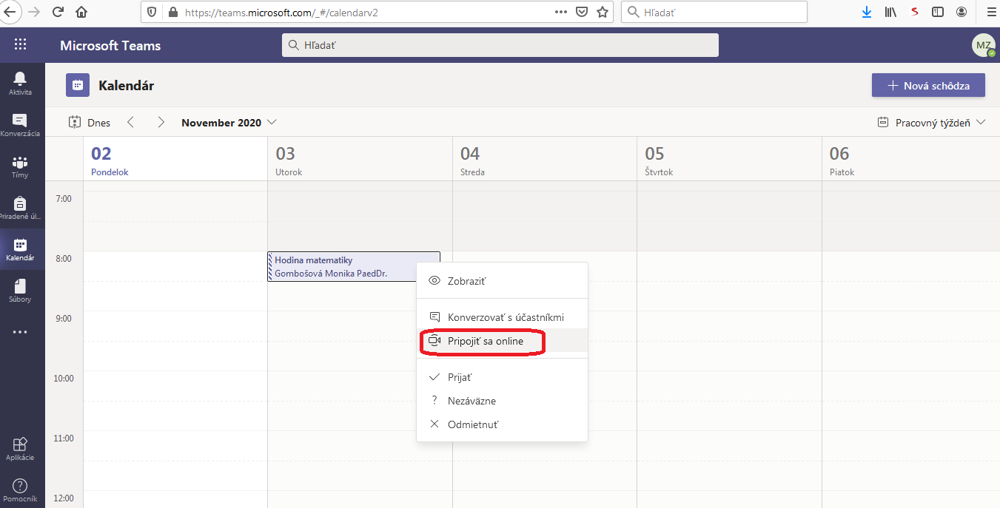 https://teams.microsoft.com/_#/calendarv2
Hľadať
Microsoft Teams
Hľadať
MZ
Aktivita
Konverzácia
Tímy
Priradené úl...
Kalendár
Súbory
Aplikácie
Pomocník
Kalendár
Nová schôdza
Dnes
November 2020
Pracovný týždeň
02
Pondelok
03
Utorok
04
Streda
05
Štvrtok
06
Piatok
7:00
8:00
9:00
10:00
11:00
12:00
Hodina matematiky
Gombošová Monika PaedDr.
Zobraziť
Konverzovať s účastníkmi
Pripojiť sa online
Prijať
? Nezáväzne
Odmietnuť